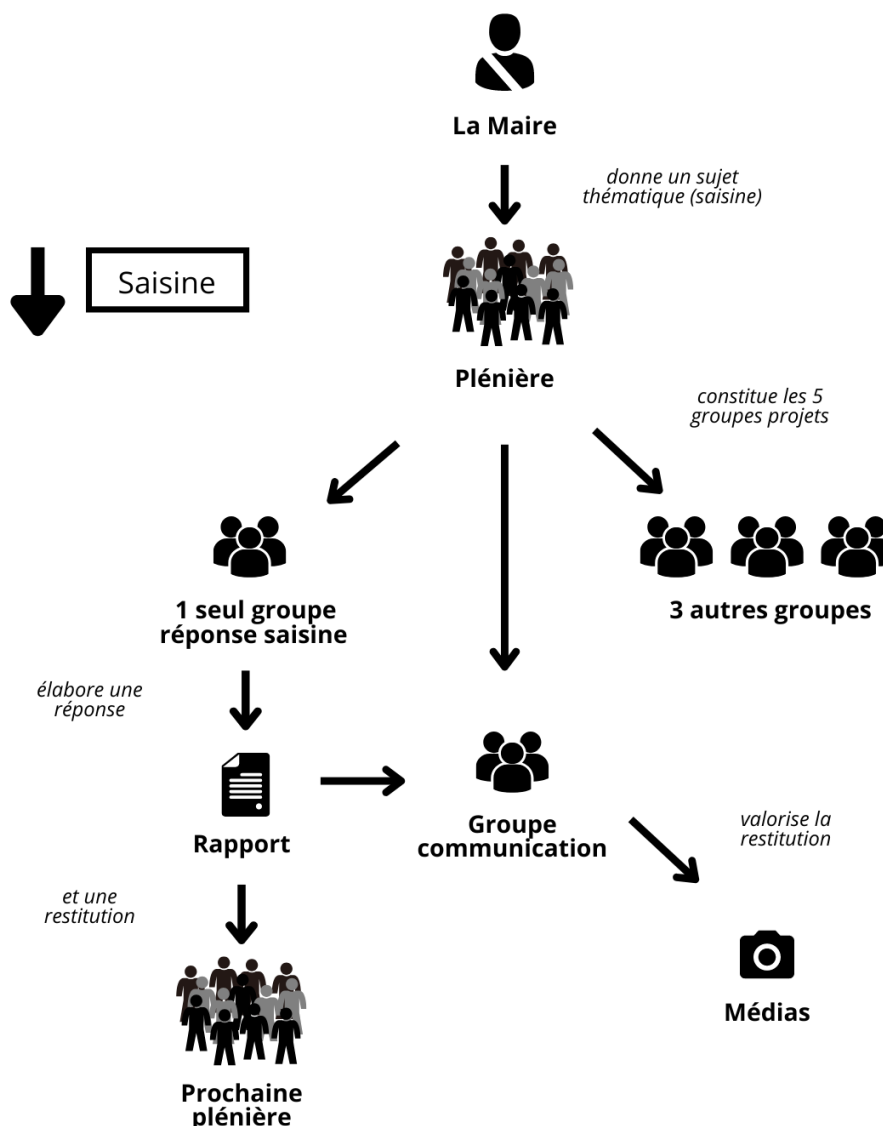 La Maire
donne un sujet
thématique (saisine)
Saisine
Plénière
constitue les 5
groupes projets
1 seul groupe
réponse saisine
3 autres groupes
élabore une
réponse
Rapport
Groupe
communication
valorise la
restitution
et une
restitution
Médias
Prochaine
plénière